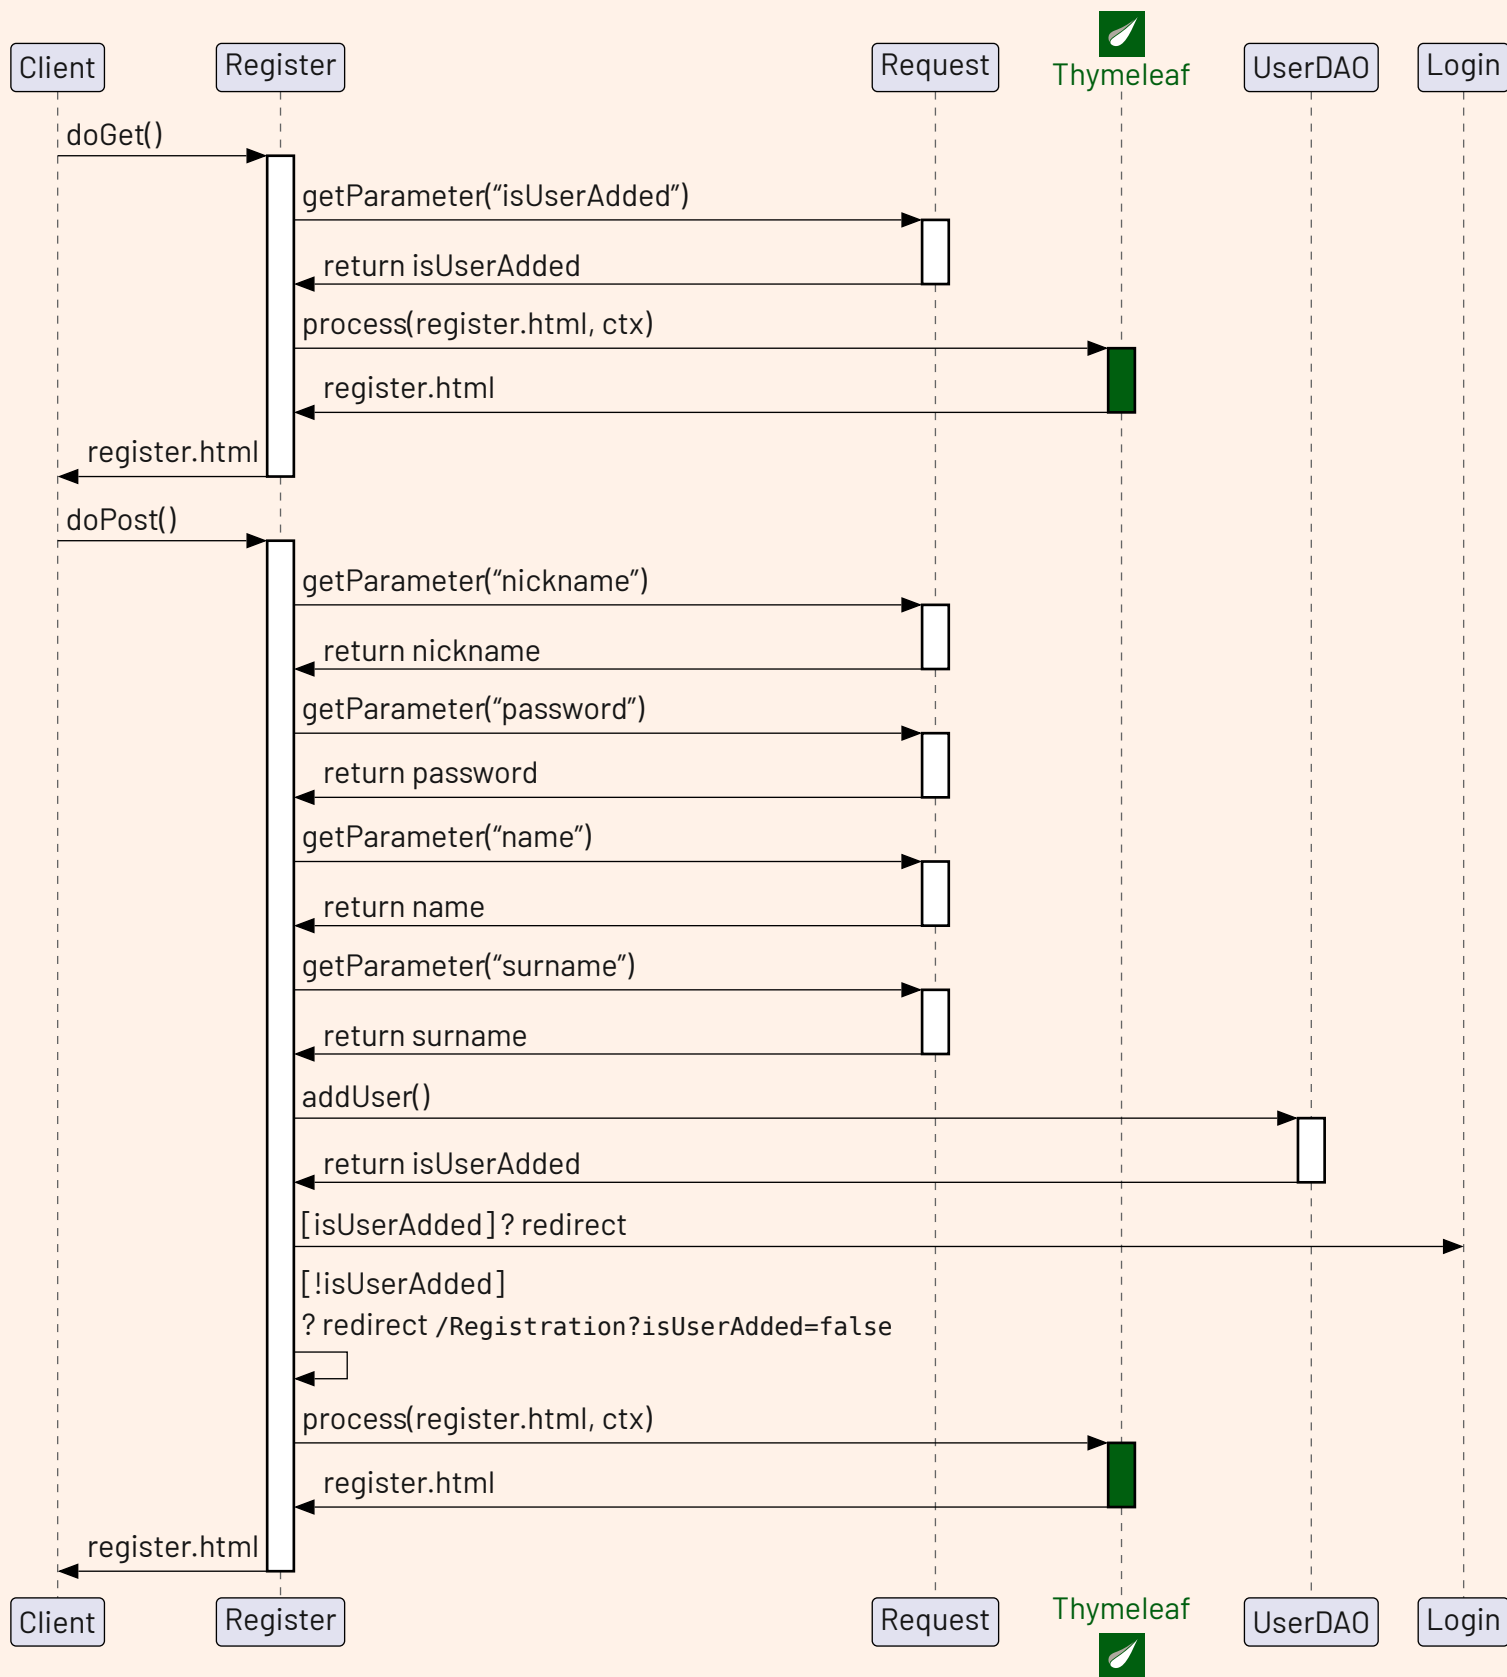 Client
Register
Request
Thymeleaf
UserDAO
Login
doGet()
getParameter(“isUserAdded”)
return isUserAdded
process(register.html, ctx)
register.html
register.html
doPost()
getParameter(“nickname”)
return nickname
getParameter(“password”)
return password
getParameter(“name”)
return name
getParameter(“surname”)
return surname
addUser()
return isUserAdded
[isUserAdded] ? redirect
[!isUserAdded]
? redirect /Registration?isUserAdded=false
process(register.html, ctx)
register.html
register.html
Client
Register
Request
Thymeleaf
UserDAO
Login